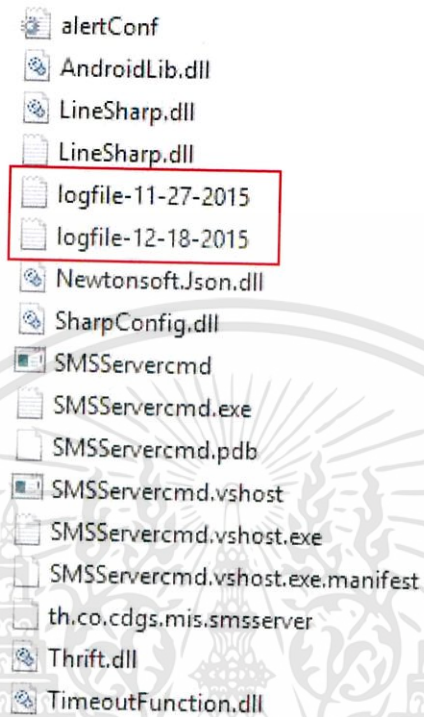 alertConf
AndroidLib.dll
LineSharp.dll
LineSharp.dll
logfile-11-27-2015
logfile-12-18-2015
Newtonsoft.Json.dll
SharpConfig.dll
SMSServercmd
SMSServercmd.exe
SMSServercmd.pdb
SMSServercmd.vshost
SMSServercmd.vshost.exe
SMSServercmd.vshost.exe.manifest
th.co.cdgs.mis.smsserver
Thrift.dll
TimeoutFunction.dll